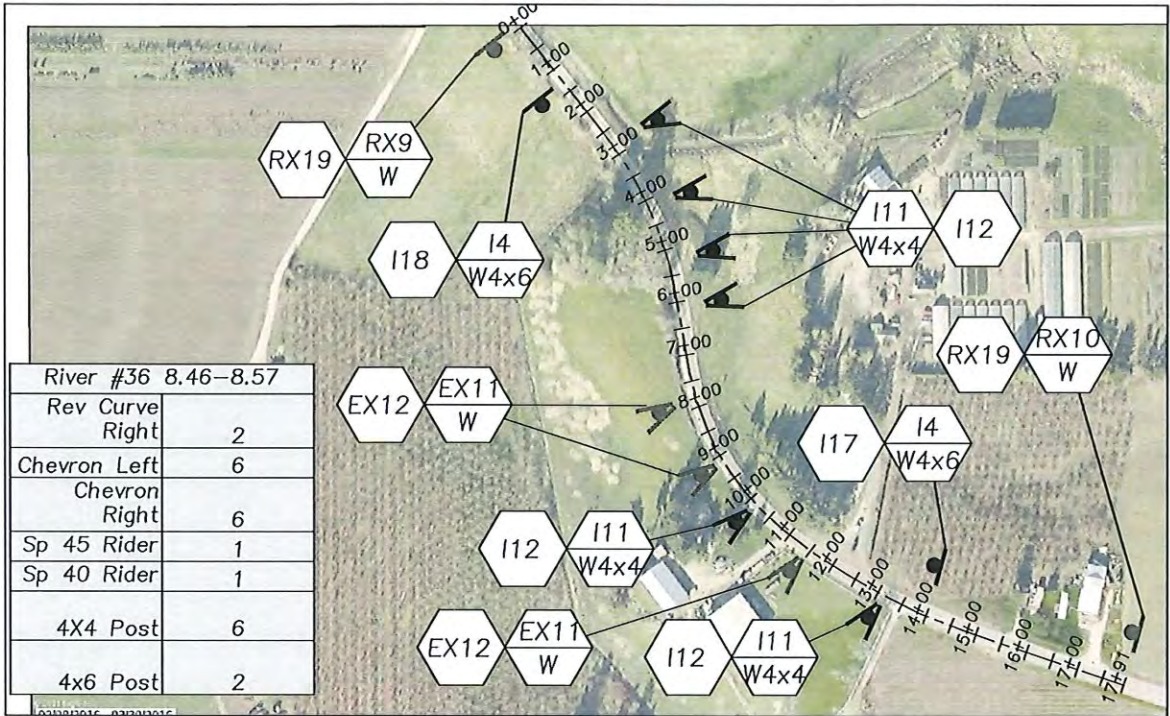 0+00
1+00
2+00
3+00
4+00
5+00
6+00
7+00
8+00
9+00
10+00
11+00
12+00
13+00
14+00
15+00
16+00
17+00
17+91
RX19
RX9
W
I18
I4
W4x6
I11
W4x4
I12
RX19
RX10
W
EX12
EX11
W
I17
I4
W4x6
I12
I11
W4x4
EX12
EX11
W
I12
I11
W4x4
River #36 8.46-8.57
Rev Curve
Right 2
Chevron Left 6
Chevron
Right 6
Sp 45 Rider 1
Sp 40 Rider 1
4X4 Post 6
4x6 Post 2